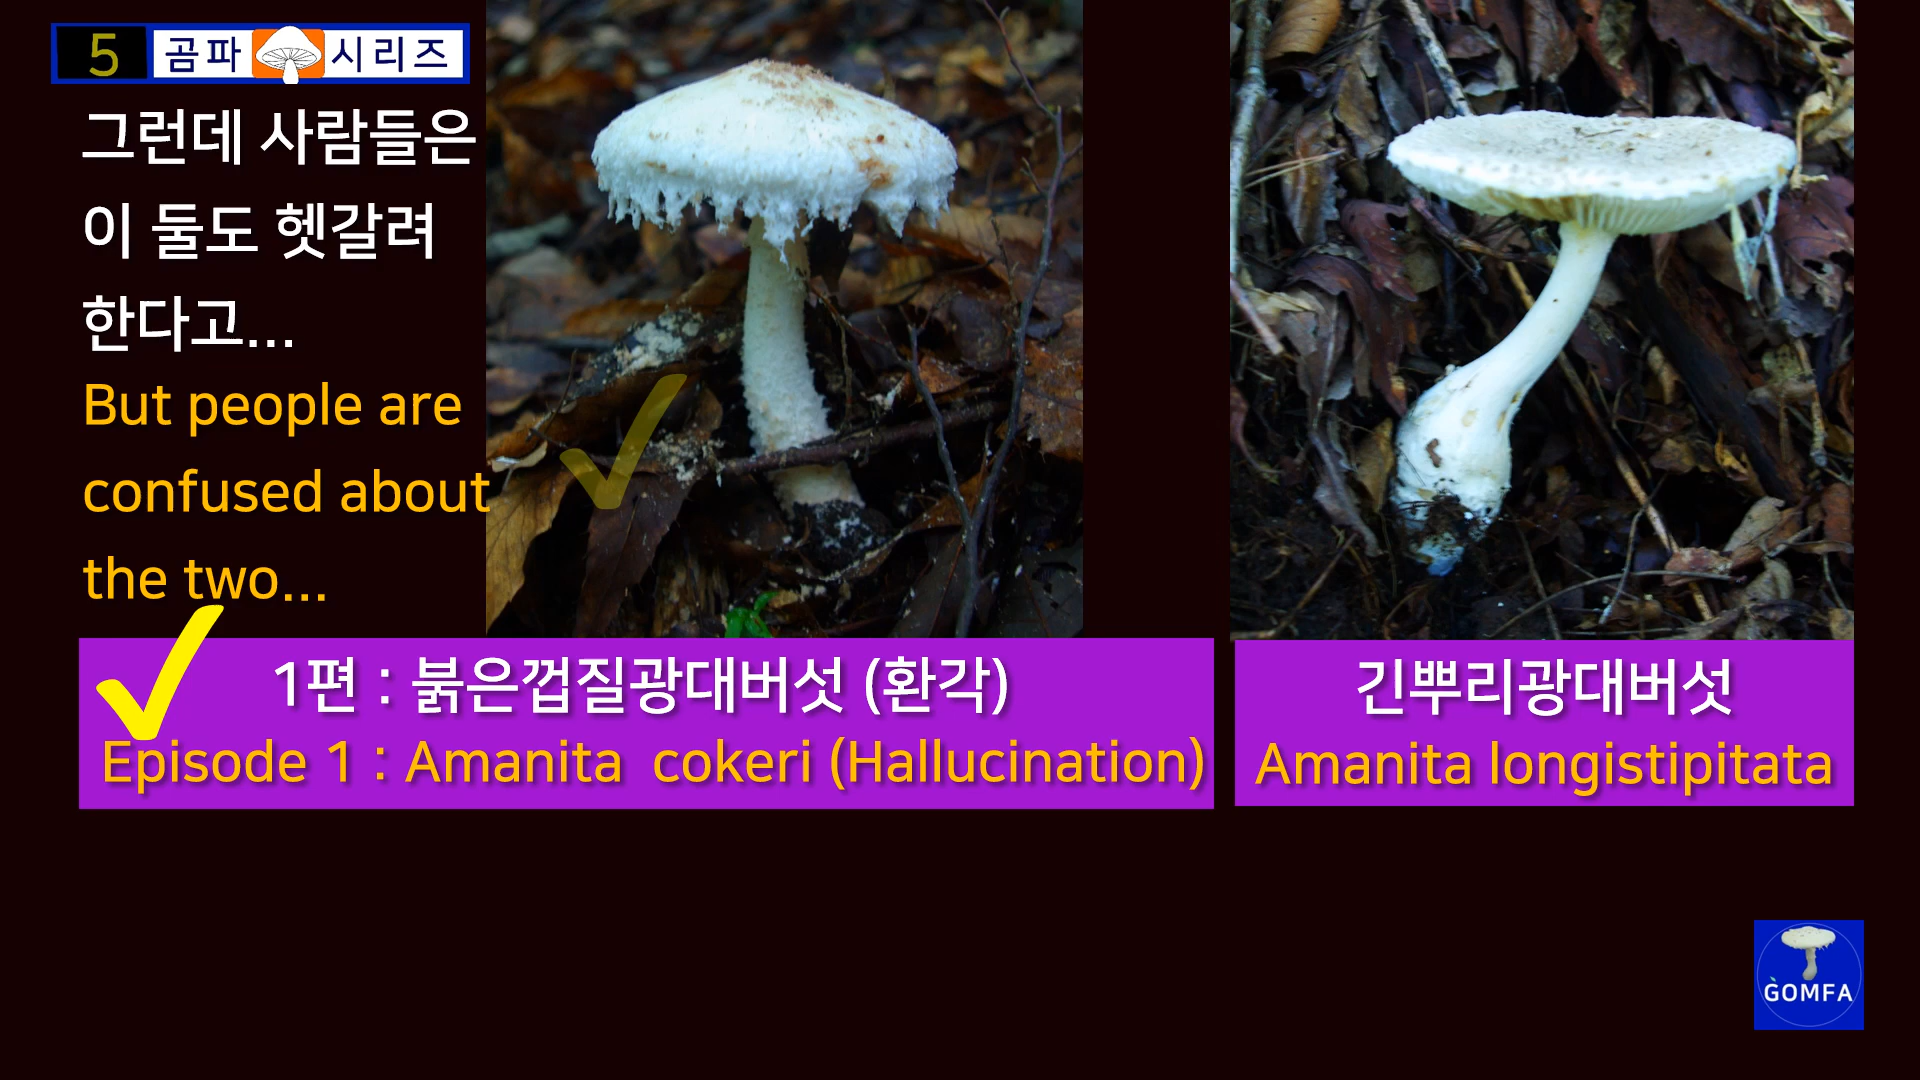 5 곰파 시리즈
그런데 사람들은
이 둘도 헷갈려
한다고...
But people are
confused about
the two...
1편 : 붉은껍질광대버섯 (환각)
Episode 1 : Amanita cokeri (Hallucination)
긴뿌리광대버섯
Amanita longistipitata
GOMFA